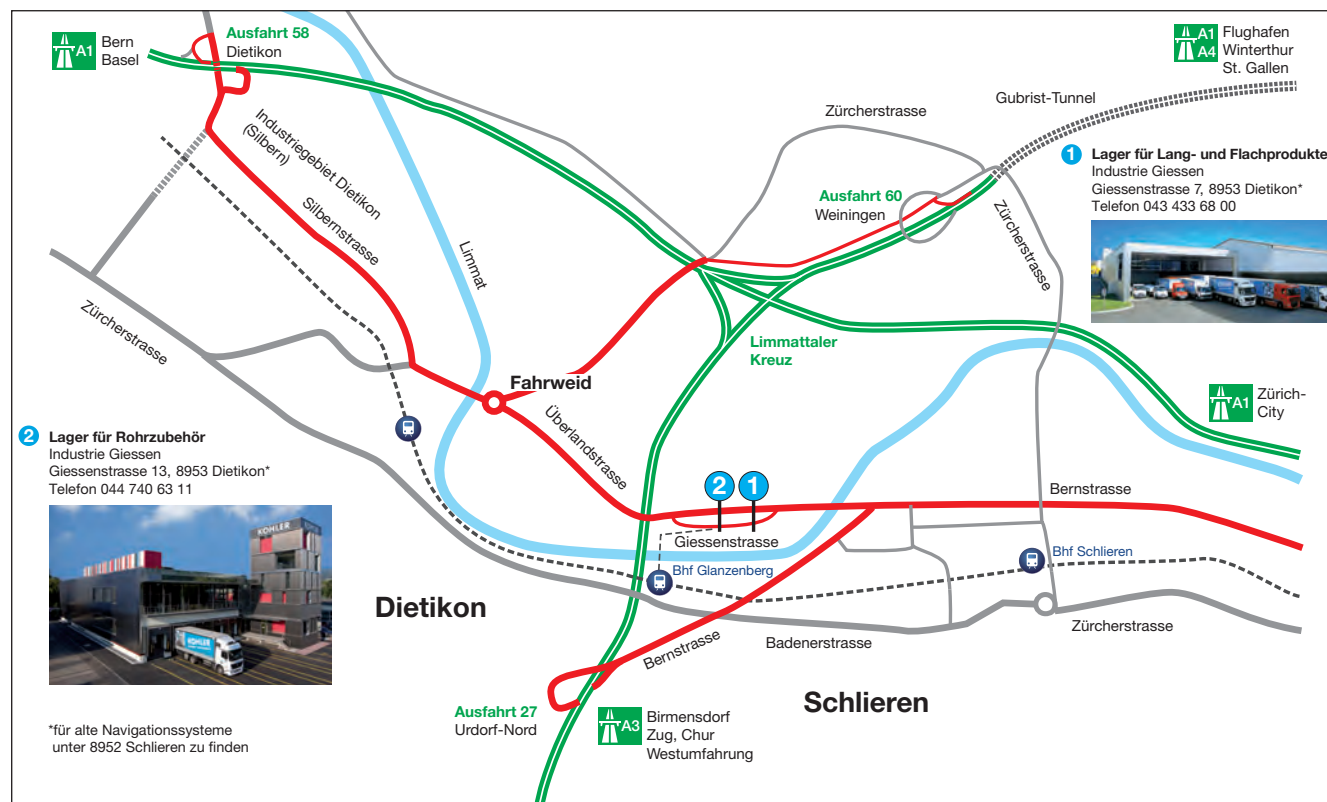 A1
Bern
Basel
Ausfahrt 58
Dietikon
A1
A4
Flughafen
Winterthur
St. Gallen
Gubrist-Tunnel
Zürcherstrasse
Industriegebiet Dietikon
(Silbern)
Silbernstrasse
Limmat
Ausfahrt 60
Weiningen
Zürcherstrasse
1 Lager für Lang- und Flachprodukte
Industrie Giessen
Giessenstrasse 7, 8953 Dietikon*
Telefon 043 433 68 00
Zürcherstrasse
Limmattaler
Kreuz
Fahrweid
Überlandstrasse
A1
Zürich-
City
2 Lager für Rohrzubehör
Industrie Giessen
Giessenstrasse 13, 8953 Dietikon*
Telefon 044 740 63 11
KOHLER
KOHLER
2
1
Bernstrasse
Giessenstrasse
Bhf Glanzenberg
Bhf Schlieren
Dietikon
Bernstrasse
Badenerstrasse
Zürcherstrasse
Schlieren
Ausfahrt 27
Urdorf-Nord
A3
Birmensdorf
Zug, Chur
Westumfahrung
*für alte Navigationssysteme
unter 8952 Schlieren zu finden